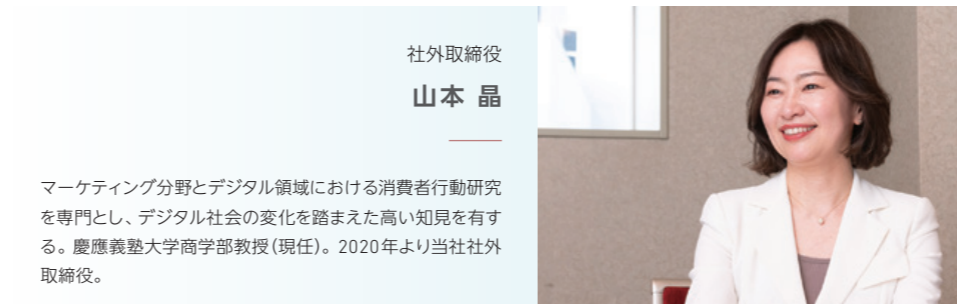 社外取締役
山本 晶
マーケティング分野とデジタル領域における消費者行動研究
を専門とし、デジタル社会の変化を踏まえた高い知見を有す
る。慶應義塾大学商学部教授(現任)。2020年より当社社外
取締役。